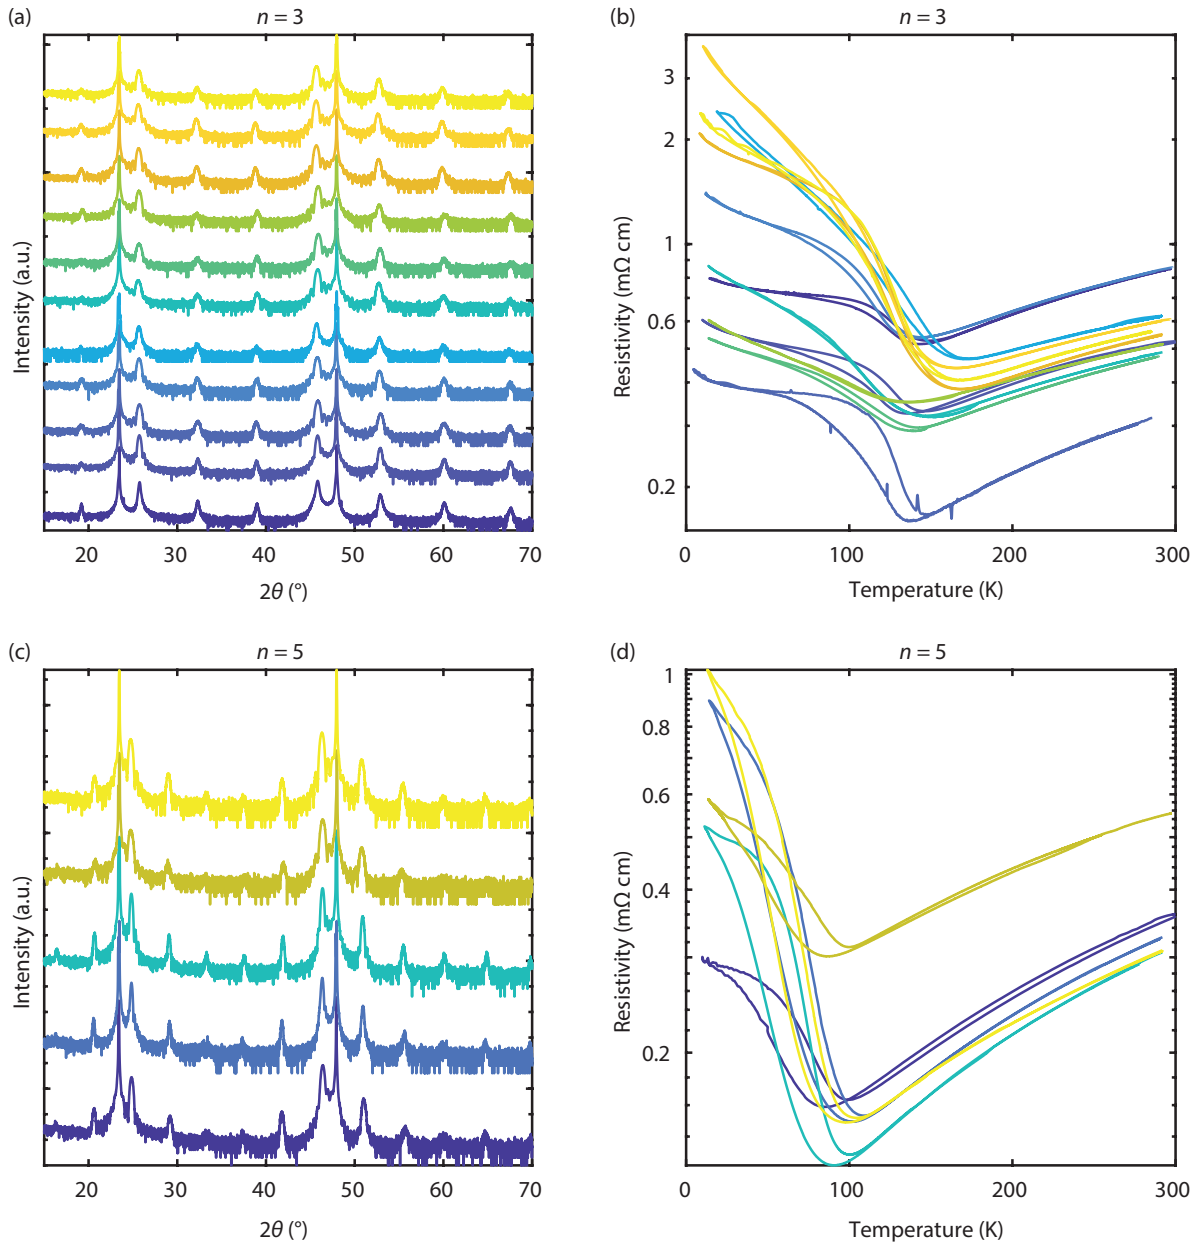 (a)
n = 3
Intensity (a.u.)
20 30 40 50 60 70
2θ (°)
(b)
n = 3
Resistivity (mΩ cm)
3
2
1
0.6
0.2
0 100 200 300
Temperature (K)
(c)
n = 5
Intensity (a.u.)
20 30 40 50 60 70
2θ (°)
(d)
n = 5
Resistivity (mΩ cm)
1
0.8
0.6
0.4
0.2
0 100 200 300
Temperature (K)